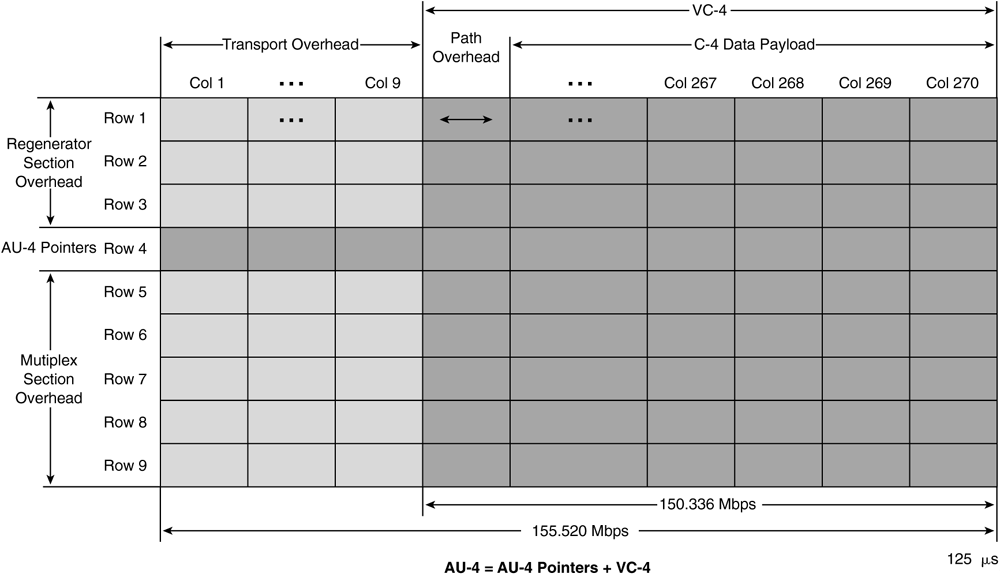 VC-4
Transport Overhead
Path
Overhead
C-4 Data Payload
Col 1 ... Col 9 ... Col 267 Col 268 Col 269 Col 270
Regenerator
Section
Overhead
Row 1 ... ...
Row 2
Row 3
AU-4 Pointers Row 4
Mutiplex
Section
Overhead
Row 5
Row 6
Row 7
Row 8
Row 9
150.336 Mbps
155.520 Mbps
125 μs
AU-4 = AU-4 Pointers + VC-4